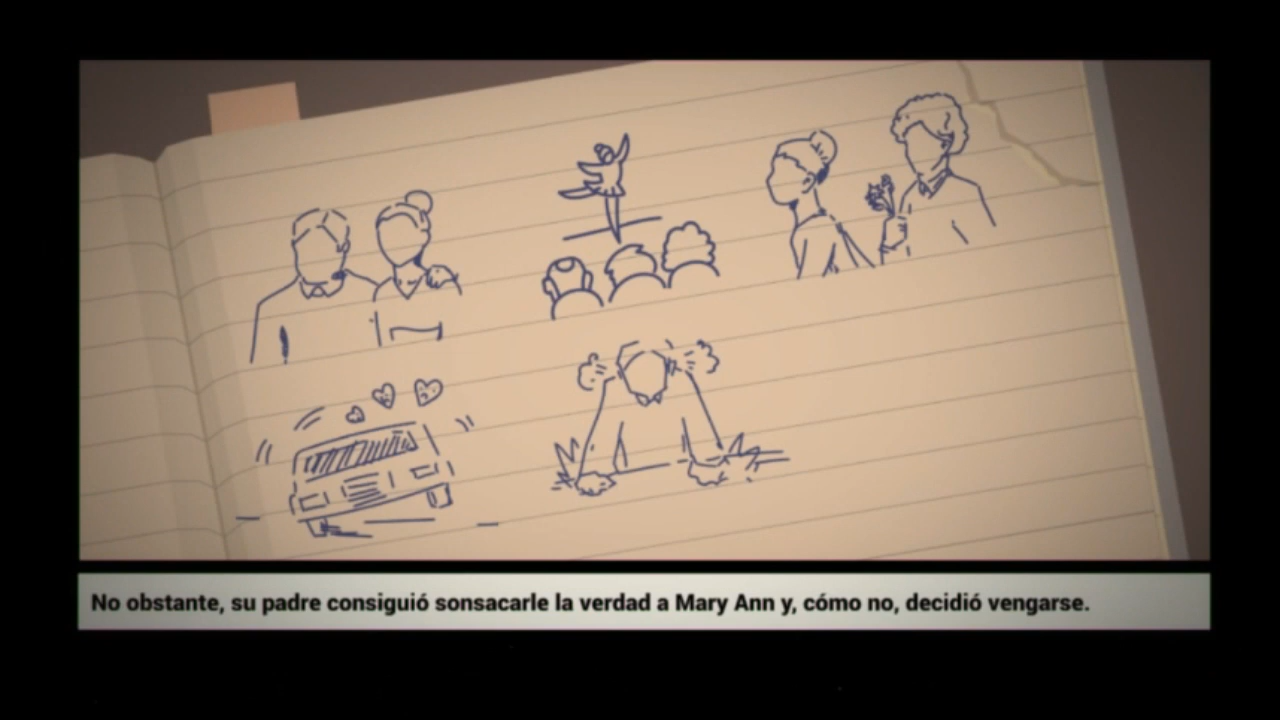 No obstante, su padre consiguió sonsacarle la verdad a Mary Ann y, cómo no, decidió vengarse.